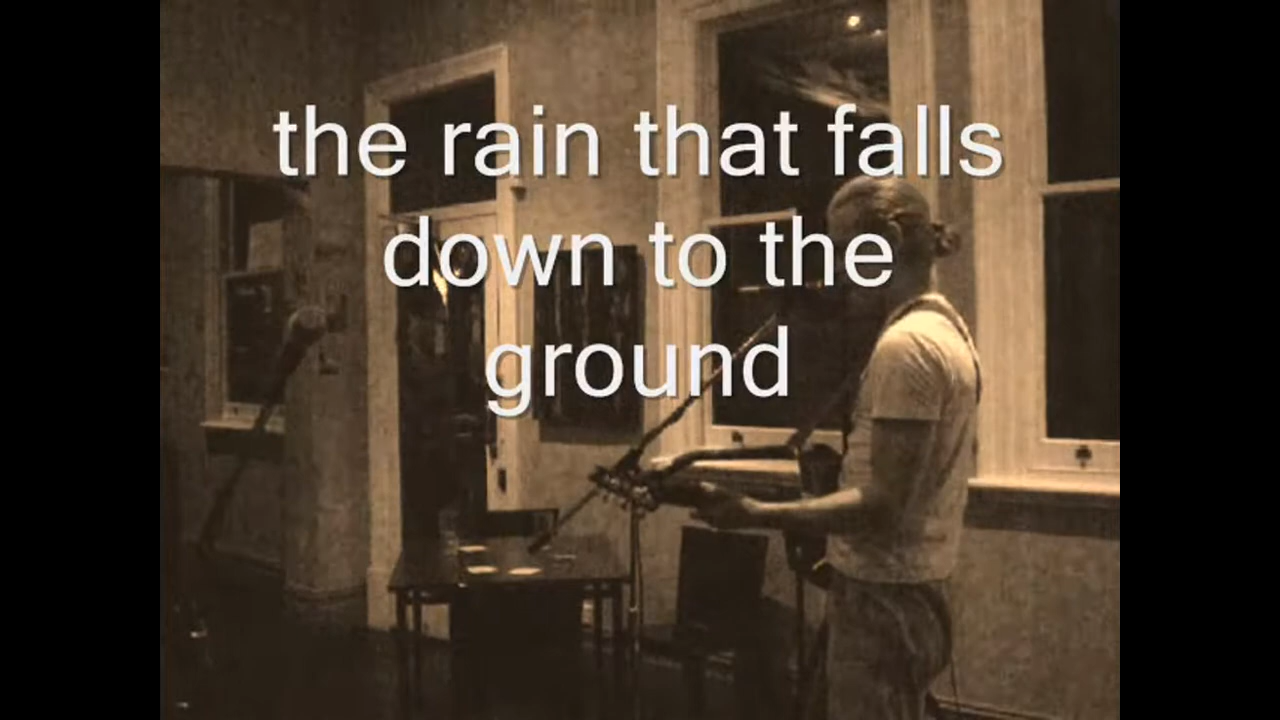 the rain that falls
down to the
ground